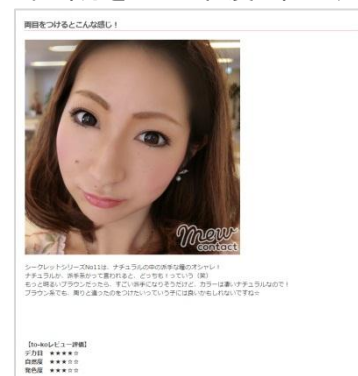 両目をつけるとこんな感じ！
mew
contact
シークレットシリーズNo11は、ナチュラルの中の派手な種のオシャレ！
ナチュラルか、派手系かって言われると、どっちも！っていう（笑）
もっと明るいブラウンだったら、すごい派手になりそうだけど、カラーは濃いナチュラルなので！
ブラウン系でも、周りと違ったのをつけたいっていう子には良いかもしれないですね☆
【to-koレビュー評価】
デカ目 ★★★★☆
自然度 ★★★☆☆
発色度 ★★★☆☆